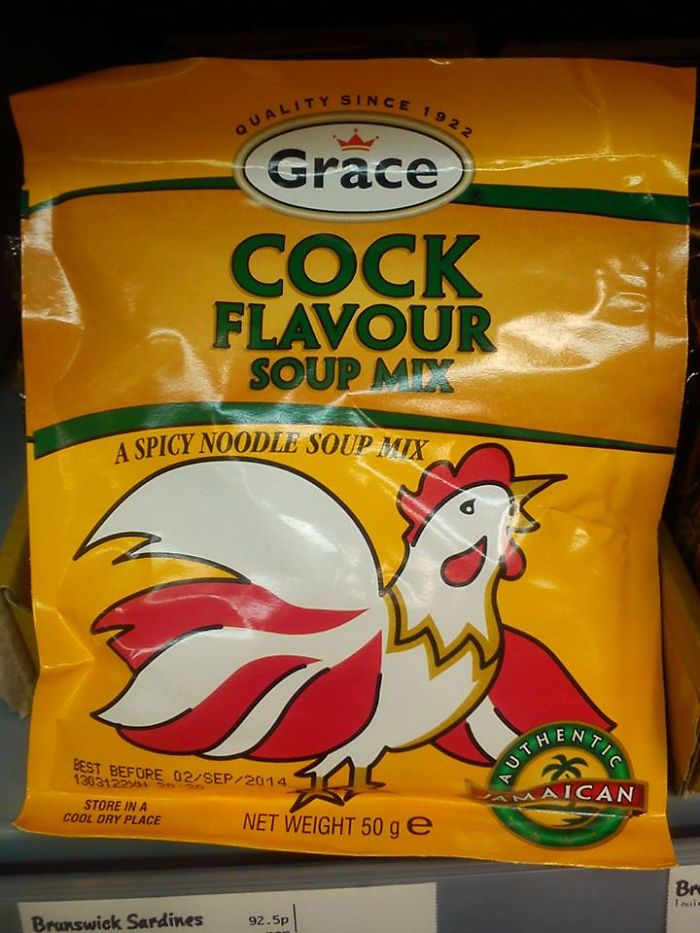 QUALITY SINCE 1922
Grace
COCK
FLAVOUR
SOUP MIX
A SPICY NOODLE SOUP MIX
AUTHENTIC
JAMAICAN
BEST BEFORE 02/SEP/2014
STORE IN A
COOL DRY PLACE
NET WEIGHT 50 g e
Brunswick Sardines 92.5p